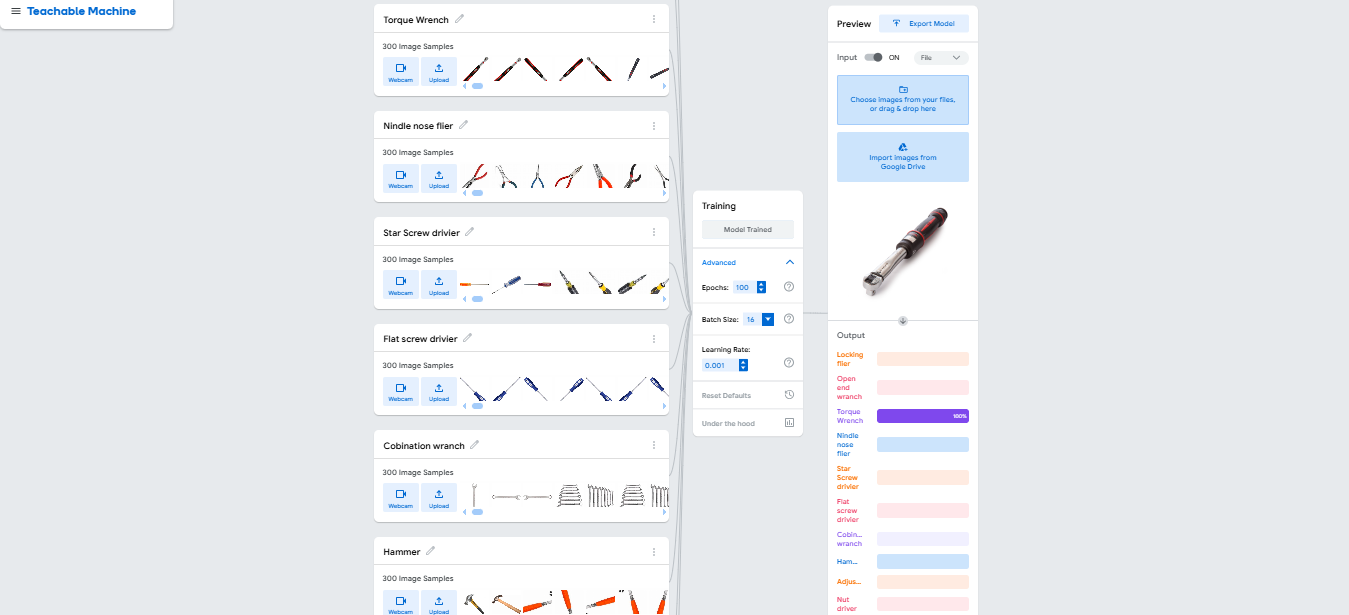 Teachable Machine
Torque Wrench
300 Image Samples
Webcam
Upload
Nindle nose flier
300 Image Samples
Webcam
Upload
Star Screw drivier
300 Image Samples
Webcam
Upload
Flat screw drivier
300 Image Samples
Webcam
Upload
Cobination wranch
300 Image Samples
Webcam
Upload
Hammer
300 Image Samples
Webcam
Upload
Training
Model Trained
Advanced
Epochs: 100
Batch Size: 16
Learning Rate:
0.001
Reset Defaults
Under the hood
Preview
Export Model
Input ON File
Choose images from your files,
or drag & drop here
Import images from
Google Drive
Output
Locking
flier
Open
end
wranch
Torque
Wrench
100%
Nindle
nose
flier
Star
Screw
drivier
Flat
screw
drivier
Cobin...
wranch
Ham...
Adjus...
Nut
driver